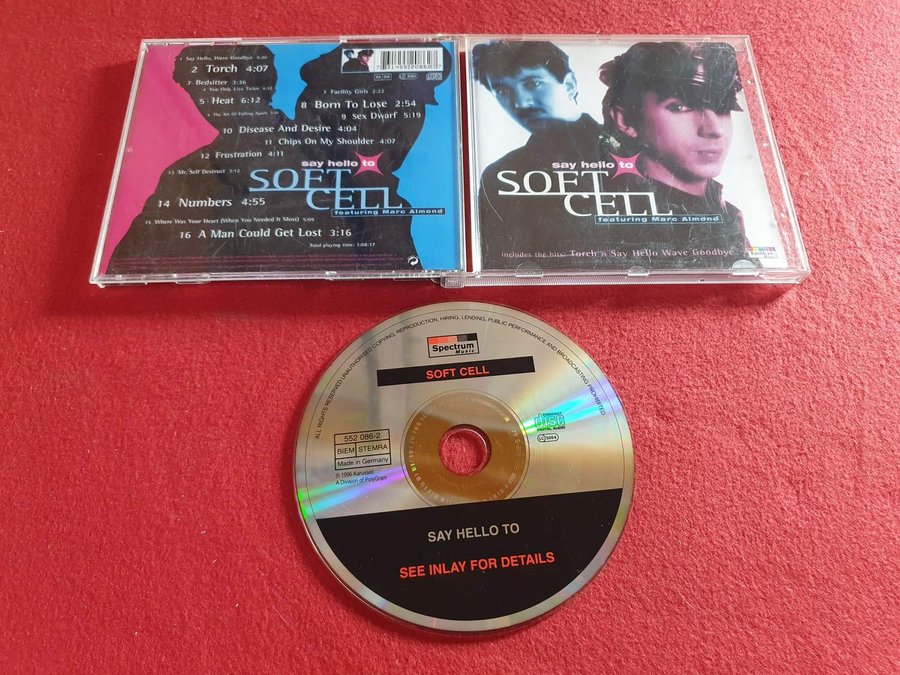 1 Say Hello, Wave Goodbye 5:20
2 Torch 4:07
3 Bedsitter 3:36
4 You Only Live Twice 4:32
5 Heat 6:12
6 The Art Of Falling Apart 5:00
7 Facility Girls 2:22
8 Born To Lose 2:54
9 Sex Dwarf 5:19
10 Disease And Desire 4:04
11 Chips On My Shoulder 4:07
12 Frustration 4:11
13 Mr. Self Destruct 3:12
14 Numbers 4:55
15 Where Was Your Heart (When You Needed It Most) 5:09
16 A Man Could Get Lost 3:16
Total playing time: 1:08:17
say hello to
SOFT
CELL
featuring Marc Almond
say hello to
SOFT
CELL
featuring Marc Almond
includes the hits: Torch & Say Hello Wave Goodbye
Spectrum
ALL RIGHTS RESERVED UNAUTHORISED COPYING, REPRODUCTION, HIRING, LENDING, PUBLIC PERFORMANCE AND BROADCASTING PROHIBITED
Spectrum
Music
SOFT CELL
552 086-2
BIEM STEMRA
Made in Germany
℗ 1996 Karussell
A Division of PolyGram
COMPACT
disc
DIGITAL AUDIO
LC 5064
SAY HELLO TO
SEE INLAY FOR DETAILS